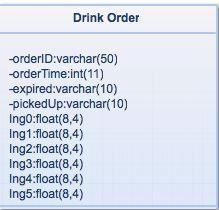 Drink Order
-orderID:varchar(50)
-orderTime:int(11)
-expired:varchar(10)
-pickedUp:varchar(10)
Ing0:float(8,4)
Ing1:float(8,4)
Ing2:float(8,4)
Ing3:float(8,4)
Ing4:float(8,4)
Ing5:float(8,4)